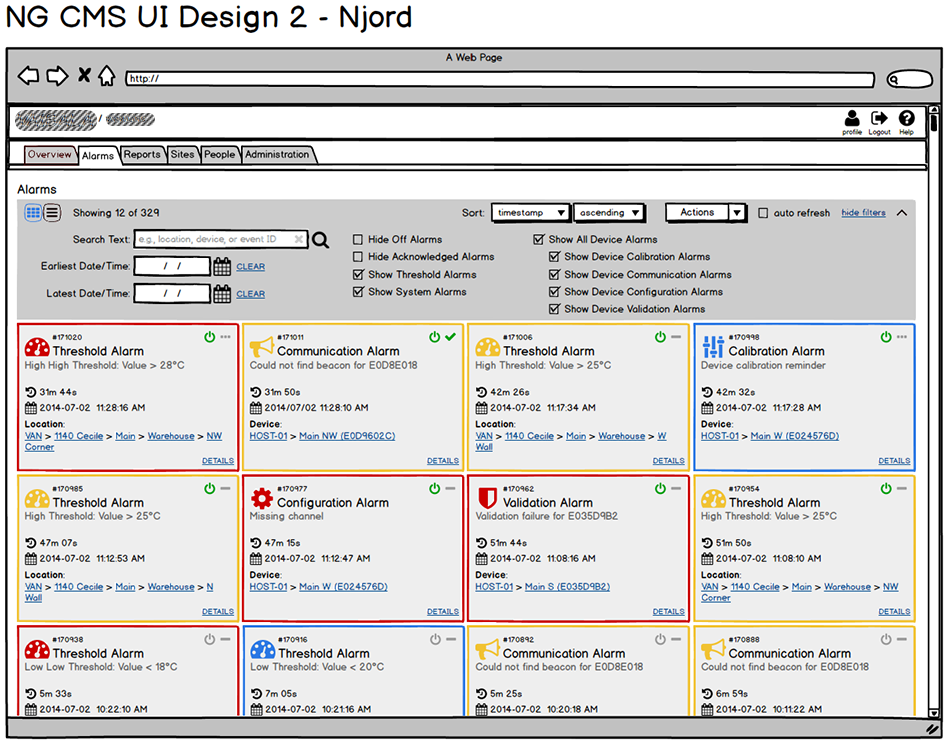 NG CMS UI Design 2 - Njord
A Web Page
http://
/
profile Logout Help
Overview Alarms Reports Sites People Administration
Alarms
Showing 12 of 329 Sort: timestamp ascending Actions auto refresh hide filters
Search Text: e.g., location, device, or event ID Hide Off Alarms Show All Device Alarms
Hide Acknowledged Alarms Show Device Calibration Alarms
Earliest Date/Time: / / CLEAR Show Threshold Alarms Show Device Communication Alarms
Latest Date/Time: / / CLEAR Show System Alarms Show Device Configuration Alarms
Show Device Validation Alarms
#171020
Threshold Alarm
High High Threshold: Value > 28°C
31m 44s
2014-07-02 11:28:16 AM
Location:
VAN > 1140 Cecile > Main > Warehouse > NW
Corner
DETAILS
#171011
Communication Alarm
Could not find beacon for E0D8E018
31m 50s
2014/07/02 11:28:10 AM
Device:
HOST-01 > Main NW (E0D9602C)
DETAILS
#171006
Threshold Alarm
High Threshold: Value > 25°C
42m 26s
2014-07-02 11:17:34 AM
Location:
VAN > 1140 Cecile > Main > Warehouse > W
Wall
DETAILS
#170998
Calibration Alarm
Device calibration reminder
42m 32s
2014-07-02 11:17:28 AM
Device:
HOST-01 > Main W (E024576D)
DETAILS
#170985
Threshold Alarm
High Threshold: Value > 25°C
47m 07s
2014-07-02 11:12:53 AM
Location:
VAN > 1140 Cecile > Main > Warehouse > N
Wall
DETAILS
#170977
Configuration Alarm
Missing channel
47m 15s
2014-07-02 11:12:47 AM
Device:
HOST-01 > Main W (E024576D)
DETAILS
#170962
Validation Alarm
Validation failure for E035D9B2
51m 44s
2014-07-02 11:08:16 AM
Device:
HOST-01 > Main S (E035D9B2)
DETAILS
#170954
Threshold Alarm
High Threshold: Value > 25°C
51m 50s
2014-07-02 11:08:10 AM
Location:
VAN > 1140 Cecile > Main > Warehouse > NW
Corner
DETAILS
#170938
Threshold Alarm
Low Low Threshold: Value < 18°C
5m 33s
2014-07-02 10:22:10 AM
#170916
Threshold Alarm
Low Threshold: Value < 20°C
7m 05s
2014-07-02 10:21:16 AM
#170892
Communication Alarm
Could not find beacon for E0D8E018
5m 25s
2014-07-02 10:20:18 AM
#170888
Communication Alarm
Could not find beacon for E0D8E018
6m 59s
2014-07-02 10:11:22 AM